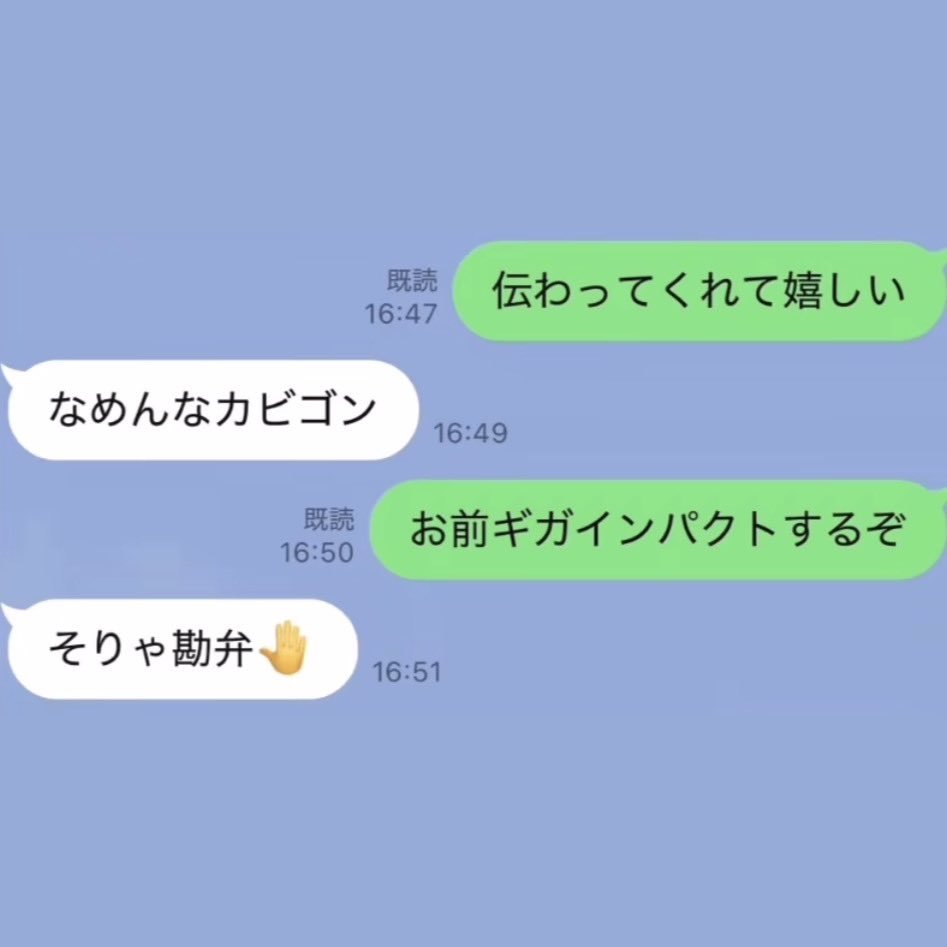 伝わってくれて嬉しい
既読
16:47
なめんなカビゴン
16:49
お前ギガインパクトするぞ
既読
16:50
そりゃ勘弁🤚
16:51